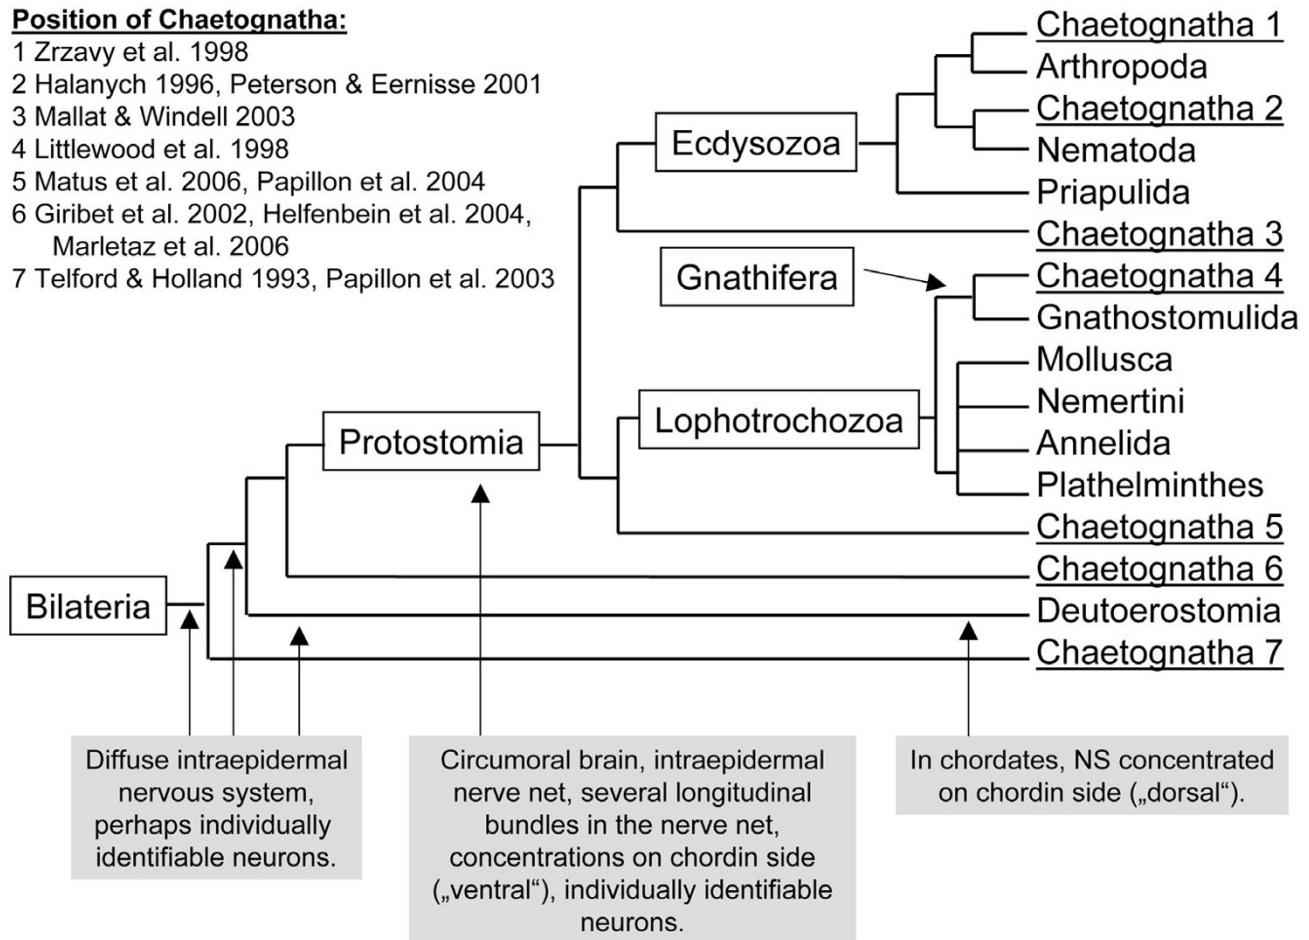 Position of Chaetognatha:
1 Zrzavy et al. 1998
2 Halanych 1996, Peterson & Eernisse 2001
3 Mallat & Windell 2003
4 Littlewood et al. 1998
5 Matus et al. 2006, Papillon et al. 2004
6 Giribet et al. 2002, Helfenbein et al. 2004,
Marletaz et al. 2006
7 Telford & Holland 1993, Papillon et al. 2003
Chaetognatha 1
Arthropoda
Chaetognatha 2
Nematoda
Priapulida
Chaetognatha 3
Chaetognatha 4
Gnathostomulida
Mollusca
Nemertini
Annelida
Plathelminthes
Chaetognatha 5
Chaetognatha 6
Deutoerostomia
Chaetognatha 7
Ecdysozoa
Gnathifera
Lophotrochozoa
Protostomia
Bilateria
Diffuse intraepidermal
nervous system,
perhaps individually
identifiable neurons.
Circumoral brain, intraepidermal
nerve net, several longitudinal
bundles in the nerve net,
concentrations on chordin side
(„ventral“), individually identifiable
neurons.
In chordates, NS concentrated
on chordin side („dorsal“).